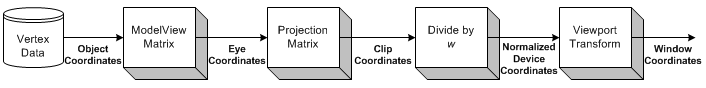 Vertex
Data
Object
Coordinates
ModelView
Matrix
Eye
Coordinates
Projection
Matrix
Clip
Coordinates
Divide by
w
Normalized
Device
Coordinates
Viewport
Transform
Window
Coordinates